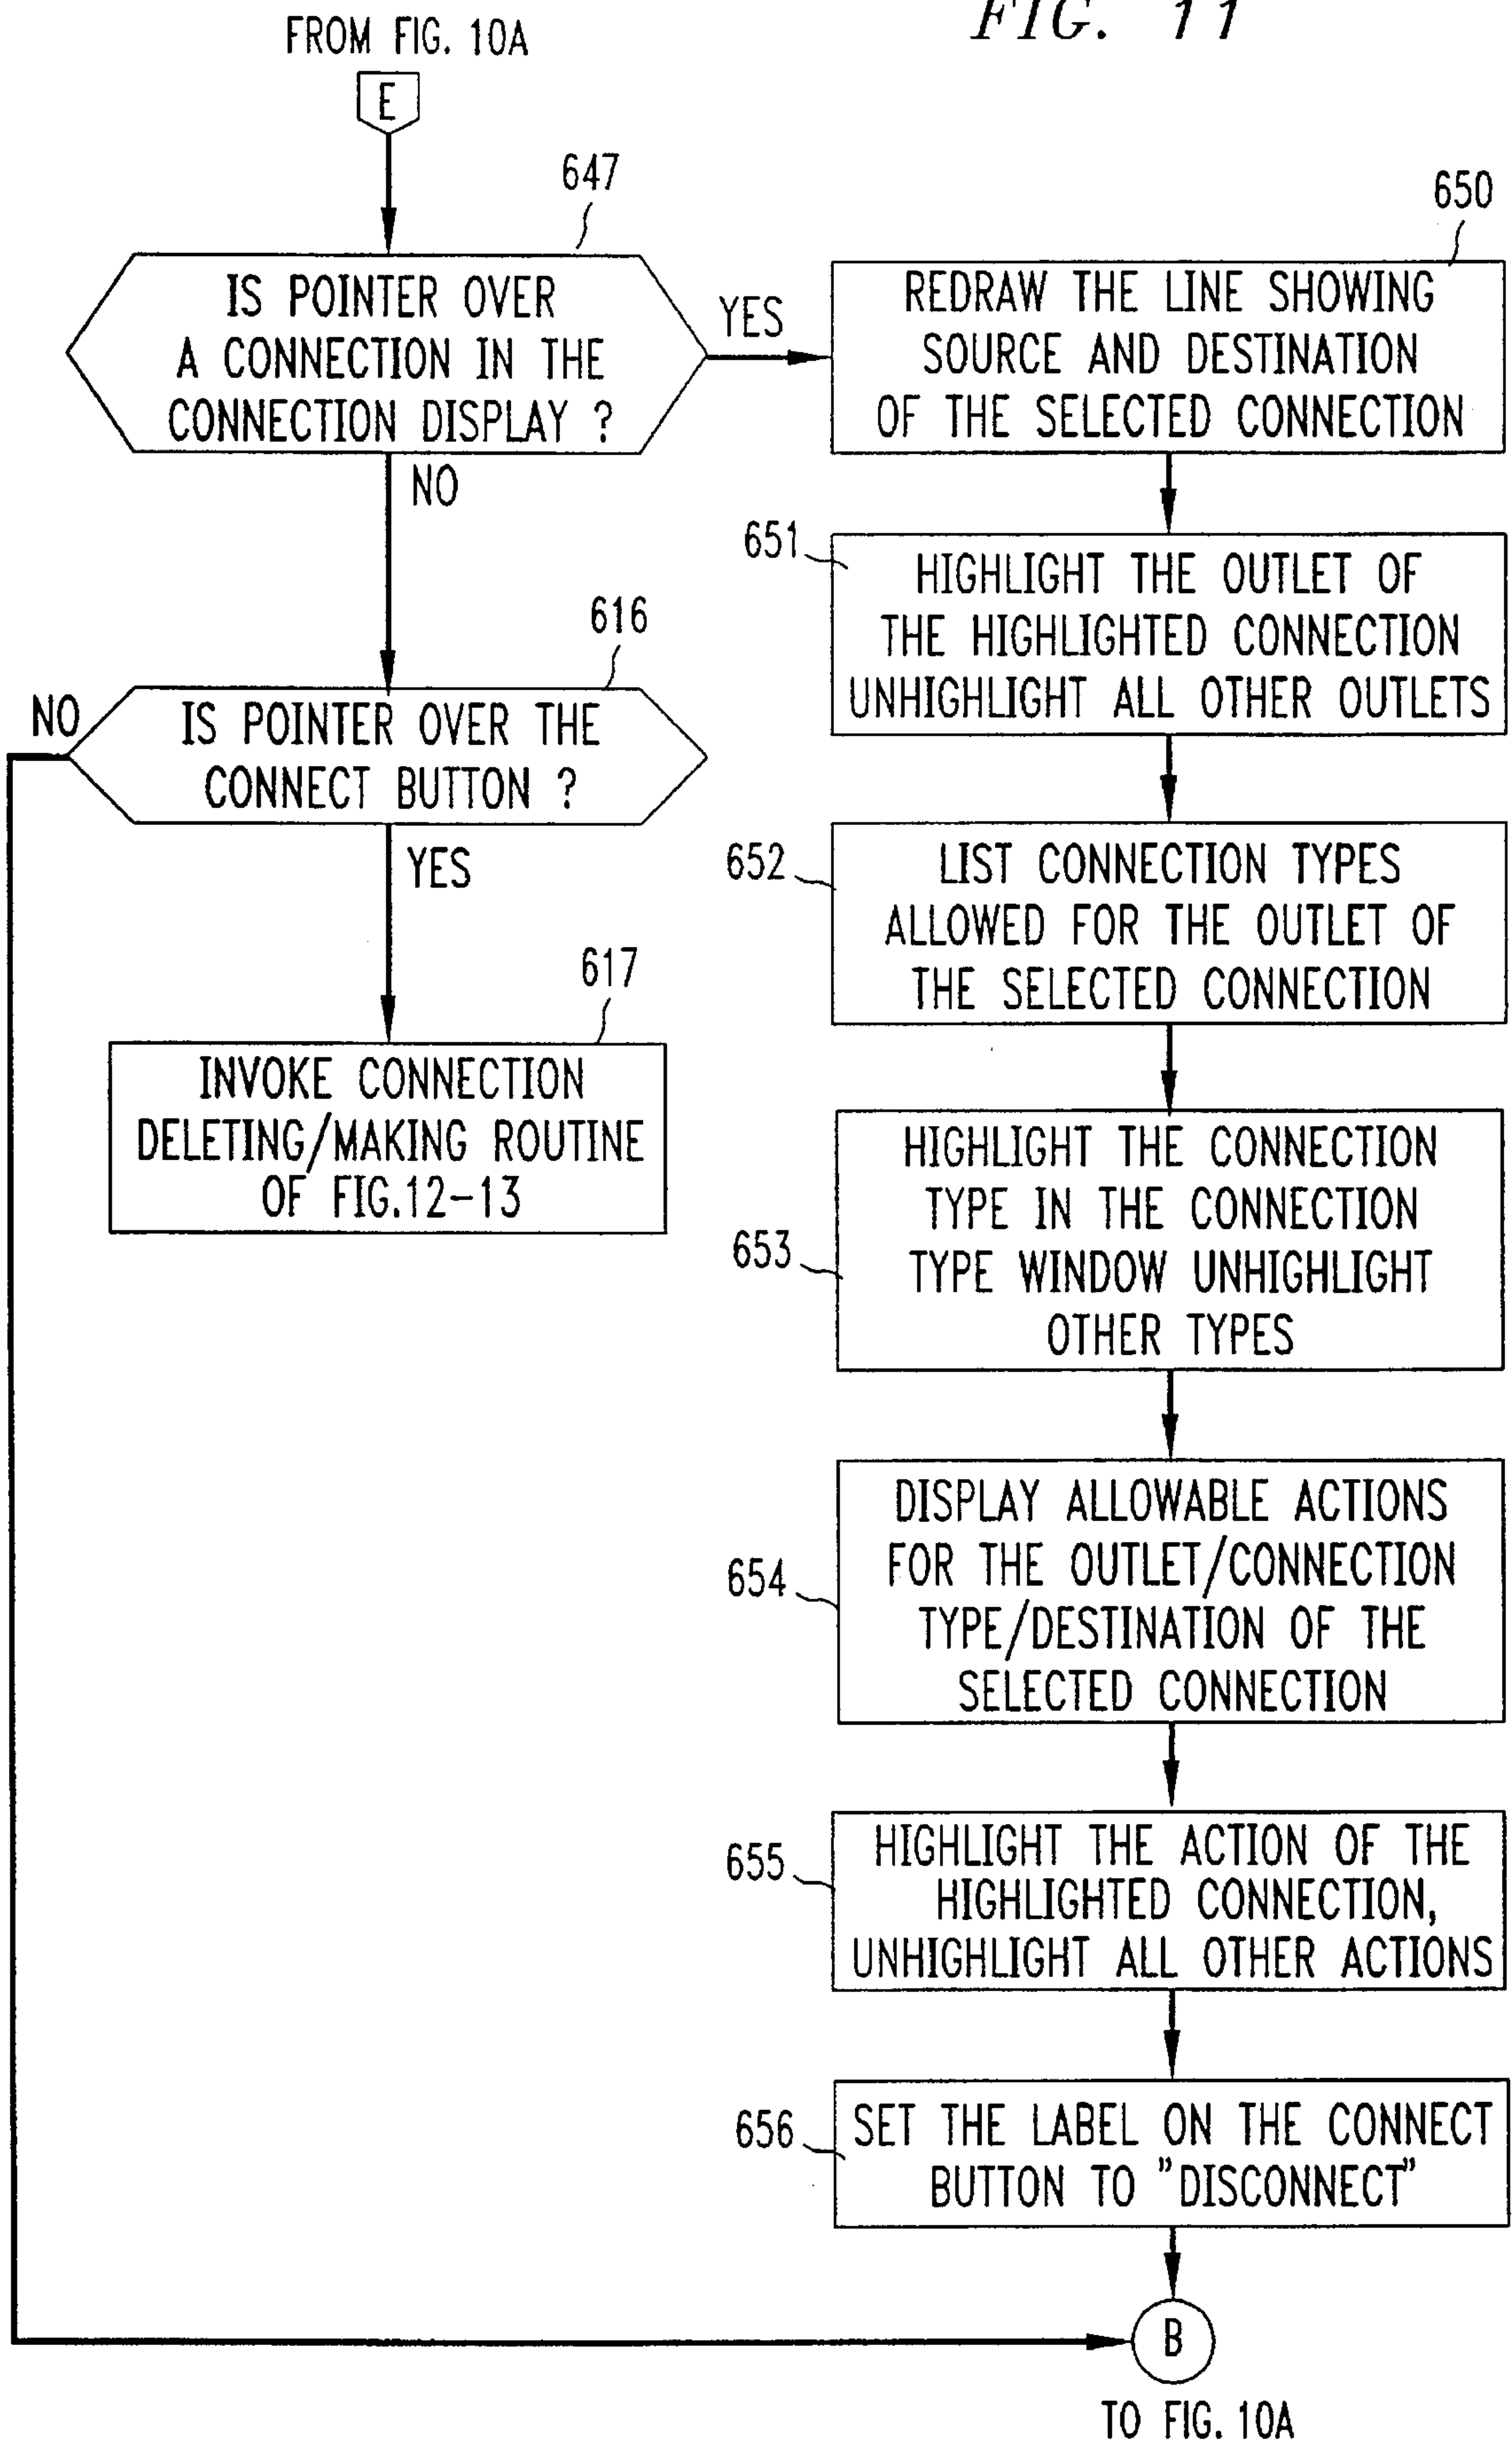 FIG. 11
FROM FIG. 10A
E
647
IS POINTER OVER
A CONNECTION IN THE
CONNECTION DISPLAY ?
YES
NO
616
IS POINTER OVER THE
CONNECT BUTTON ?
NO
YES
617
INVOKE CONNECTION
DELETING/MAKING ROUTINE
OF FIG.12-13
650
REDRAW THE LINE SHOWING
SOURCE AND DESTINATION
OF THE SELECTED CONNECTION
651
HIGHLIGHT THE OUTLET OF
THE HIGHLIGHTED CONNECTION
UNHIGHLIGHT ALL OTHER OUTLETS
652
LIST CONNECTION TYPES
ALLOWED FOR THE OUTLET OF
THE SELECTED CONNECTION
653
HIGHLIGHT THE CONNECTION
TYPE IN THE CONNECTION
TYPE WINDOW UNHIGHLIGHT
OTHER TYPES
654
DISPLAY ALLOWABLE ACTIONS
FOR THE OUTLET/CONNECTION
TYPE/DESTINATION OF THE
SELECTED CONNECTION
655
HIGHLIGHT THE ACTION OF THE
HIGHLIGHTED CONNECTION,
UNHIGHLIGHT ALL OTHER ACTIONS
656
SET THE LABEL ON THE CONNECT
BUTTON TO "DISCONNECT"
B
TO FIG. 10A